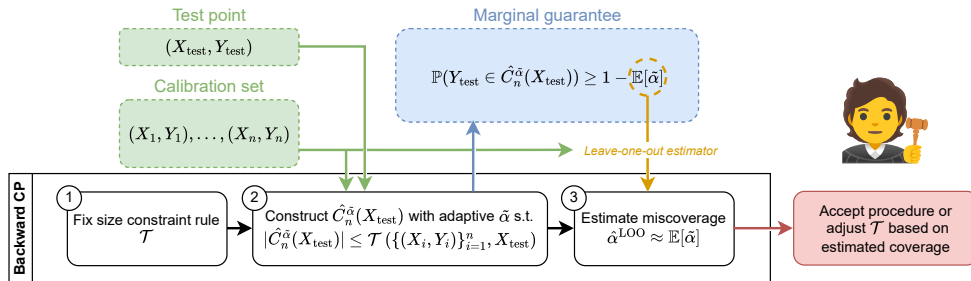 Test point
(X_test, Y_test)
Calibration set
(X_1, Y_1), …, (X_n, Y_n)
Marginal guarantee
ℙ(Y_test ∈ Ĉ_n^α̃(X_test)) ≥ 1 − 𝔼[α̃]
Leave-one-out estimator
Backward CP
1
Fix size constraint rule
𝒯
2
Construct Ĉ_n^α̃(X_test) with adaptive α̃ s.t.
|Ĉ_n^α̃(X_test)| ≤ 𝒯({(X_i, Y_i)}_{i=1}^n, X_test)
3
Estimate miscoverage
α̂^LOO ≈ 𝔼[α̃]
Accept procedure or
adjust 𝒯 based on
estimated coverage